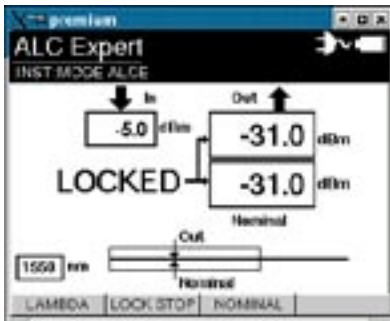 premium
ALC Expert
INST MODE ALCE
In
Out
-5.0 dBm
-31.0 dBm
LOCKED
-31.0 dBm
Nominal
Out
1550 nm
Nominal
LAMBDA LOCK STOP NOMINAL